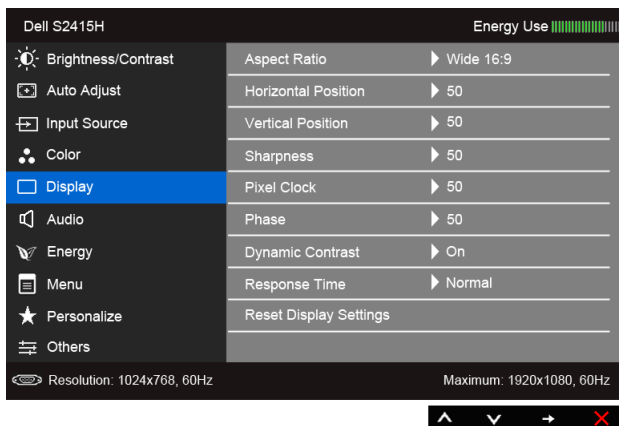 Dell S2415H Energy Use
Brightness/Contrast Aspect Ratio Wide 16:9
Auto Adjust Horizontal Position 50
Input Source Vertical Position 50
Color Sharpness 50
Display Pixel Clock 50
Audio Phase 50
Energy Dynamic Contrast On
Menu Response Time Normal
Personalize Reset Display Settings
Others
Resolution: 1024x768, 60Hz Maximum: 1920x1080, 60Hz